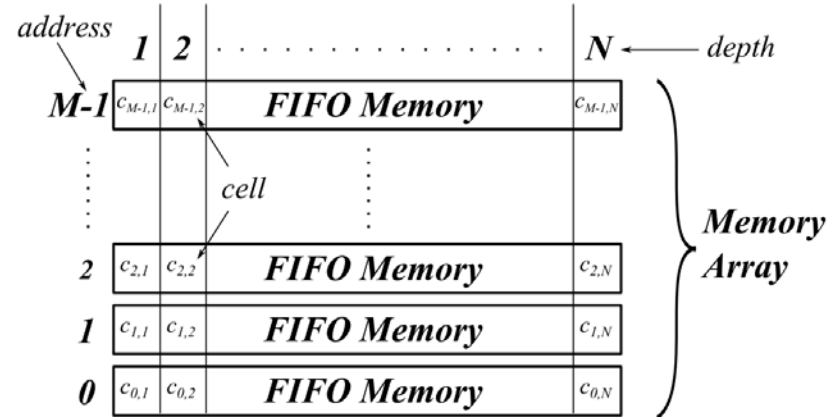 address
1 2 . . . . . . . . . . . . . . . . . . N depth
M-1 c_{M-1,1} c_{M-1,2} FIFO Memory c_{M-1,N}
cell
Memory
Array
2 c_{2,1} c_{2,2} FIFO Memory c_{2,N}
1 c_{1,1} c_{1,2} FIFO Memory c_{1,N}
0 c_{0,1} c_{0,2} FIFO Memory c_{0,N}